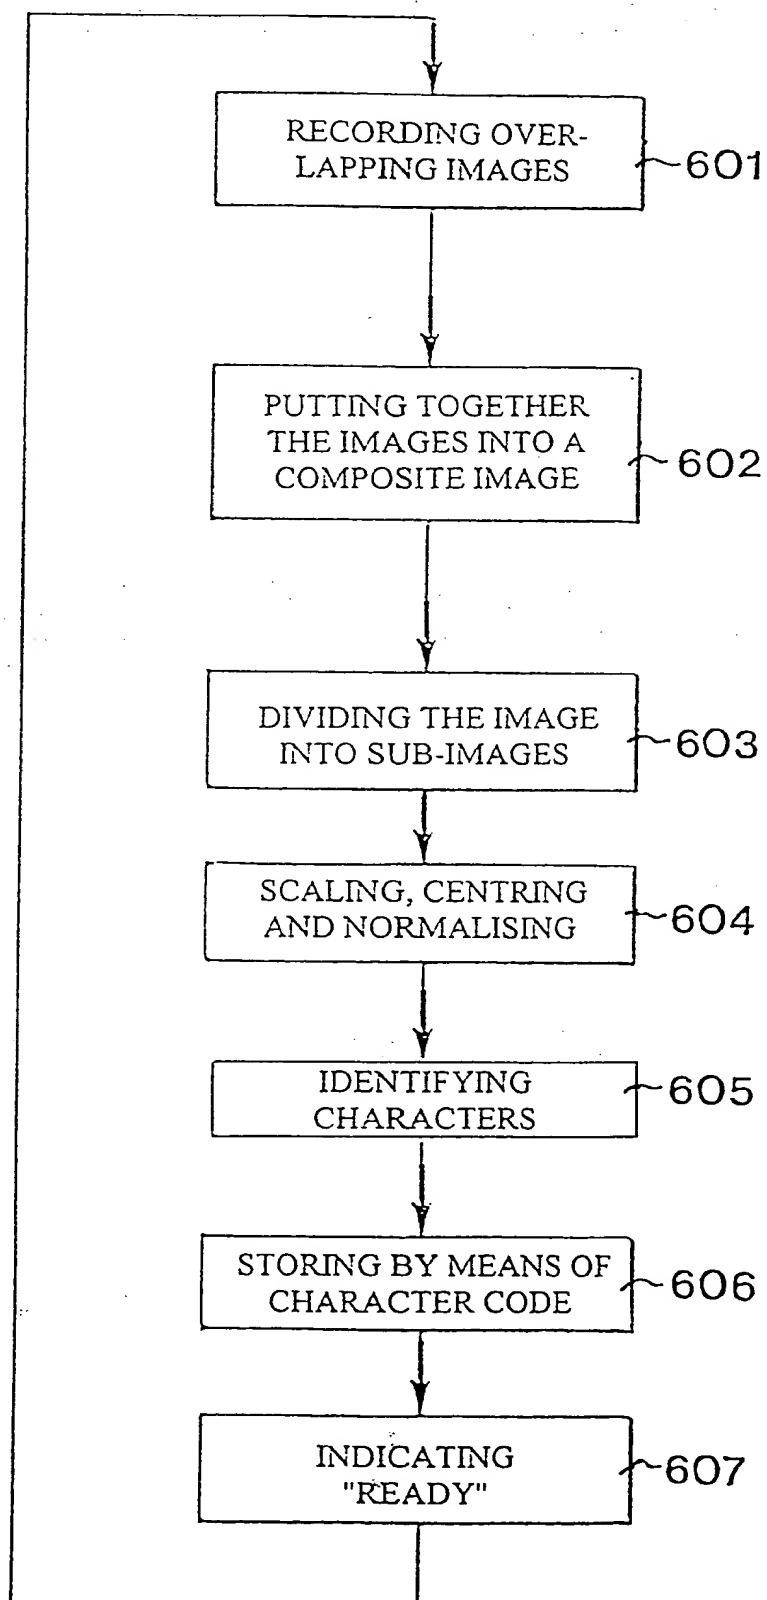 RECORDING OVER-
LAPPING IMAGES
601
PUTTING TOGETHER
THE IMAGES INTO A
COMPOSITE IMAGE
602
DIVIDING THE IMAGE
INTO SUB-IMAGES
603
SCALING, CENTRING
AND NORMALISING
604
IDENTIFYING
CHARACTERS
605
STORING BY MEANS OF
CHARACTER CODE
606
INDICATING
"READY"
607